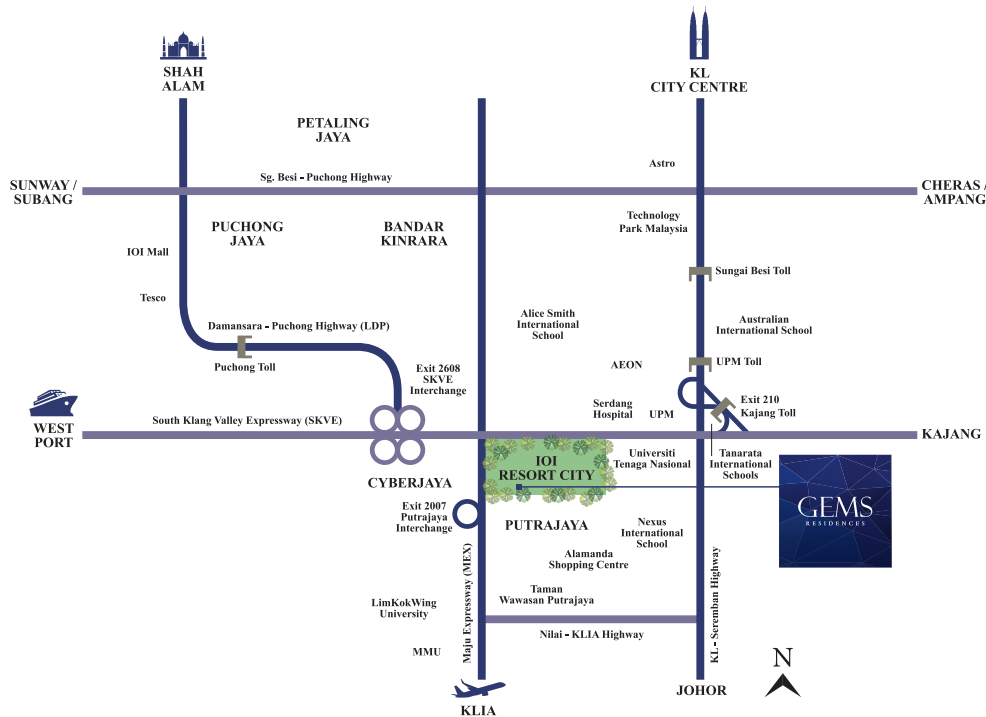 SHAH
ALAM
KL
CITY CENTRE
PETALING
JAYA
Astro
Sg. Besi - Puchong Highway
SUNWAY /
SUBANG
CHERAS /
AMPANG
PUCHONG
JAYA
BANDAR
KINRARA
Technology
Park Malaysia
IOI Mall
Sungai Besi Toll
Tesco
Alice Smith
International
School
Australian
International School
Damansara - Puchong Highway (LDP)
Puchong Toll
Exit 2608
SKVE
Interchange
AEON
UPM Toll
Serdang
Hospital
UPM
Exit 210
Kajang Toll
WEST
PORT
South Klang Valley Expressway (SKVE)
KAJANG
IOI
RESORT CITY
Universiti
Tenaga Nasional
Tanarata
International
Schools
CYBERJAYA
GEMS
RESIDENCES
Exit 2007
Putrajaya
Interchange
PUTRAJAYA
Nexus
International
School
Alamanda
Shopping Centre
Taman
Wawasan Putrajaya
LimKokWing
University
Maju Expressway (MEX)
KL - Seremban Highway
Nilai - KLIA Highway
MMU
N
KLIA
JOHOR